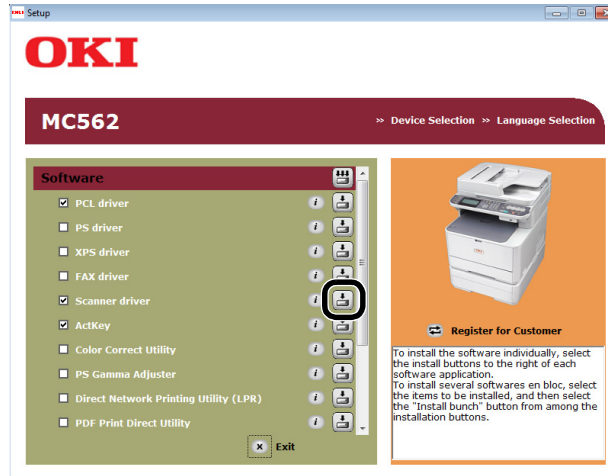 OKI Setup
OKI
MC562
» Device Selection » Language Selection
Software
PCL driver
PS driver
XPS driver
FAX driver
Scanner driver
ActKey
Color Correct Utility
PS Gamma Adjuster
Direct Network Printing Utility (LPR)
PDF Print Direct Utility
x Exit
Register for Customer
To install the software individually, select
the install buttons to the right of each
software application.
To install several softwares en bloc, select
the items to be installed, and then select
the "Install bunch" button from among the
installation buttons.